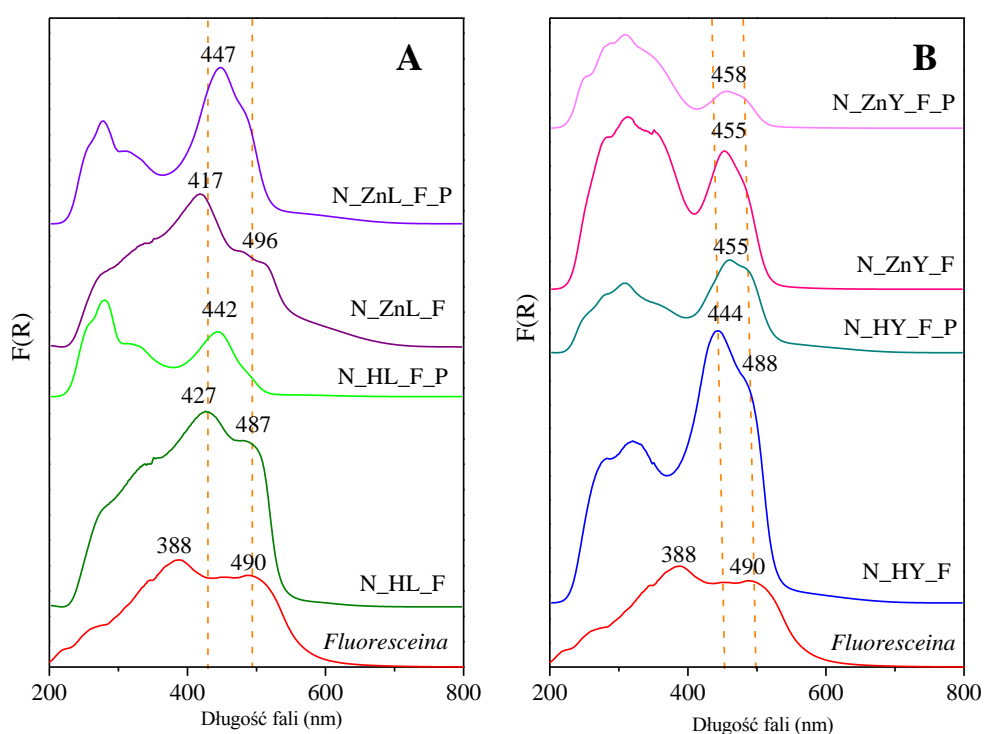 A
447
N_ZnL_F_P
417
496
N_ZnL_F
442
N_HL_F_P
427
487
N_HL_F
388
490
Fluoresceina
F(R)
200
400
600
800
Długość fali (nm)
B
458
N_ZnY_F_P
455
N_ZnY_F
455
N_HY_F_P
444
488
N_HY_F
388
490
Fluoresceina
F(R)
200
400
600
800
Długość fali (nm)